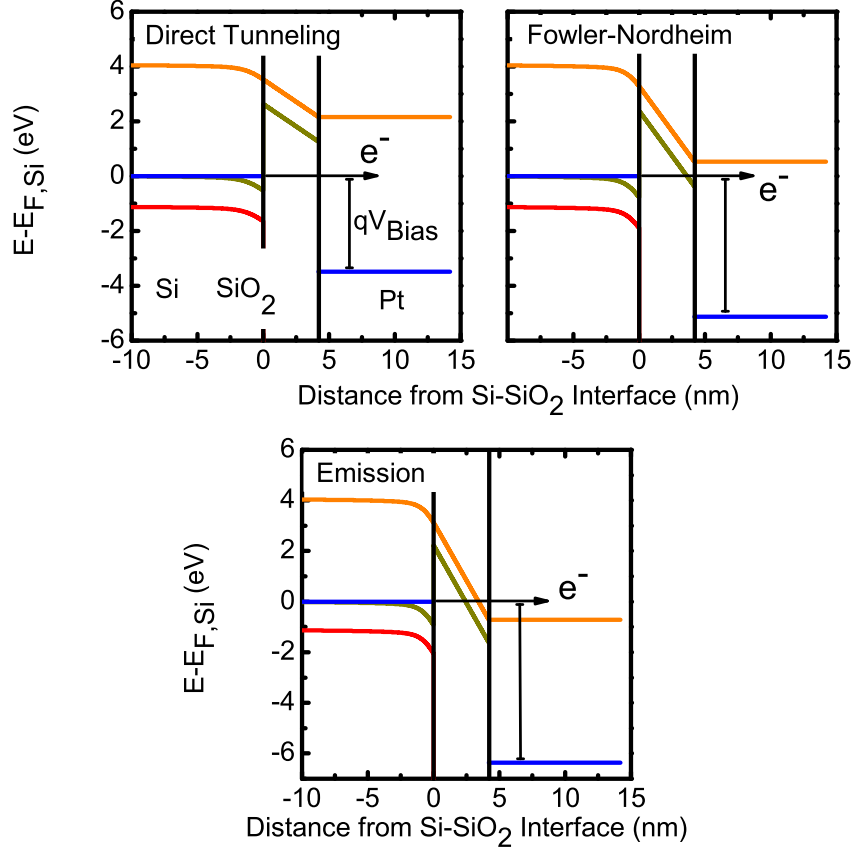 Direct Tunneling
Fowler-Nordheim
E-E_F,Si (eV)
6
4
2
0
-2
-4
-6
e-
qV_Bias
Si
SiO2
Pt
e-
-10
-5
0
5
10
15
-5
0
5
10
15
Distance from Si-SiO2 Interface (nm)
Emission
E-E_F,Si (eV)
6
4
2
0
-2
-4
-6
e-
-10
-5
0
5
10
15
Distance from Si-SiO2 Interface (nm)